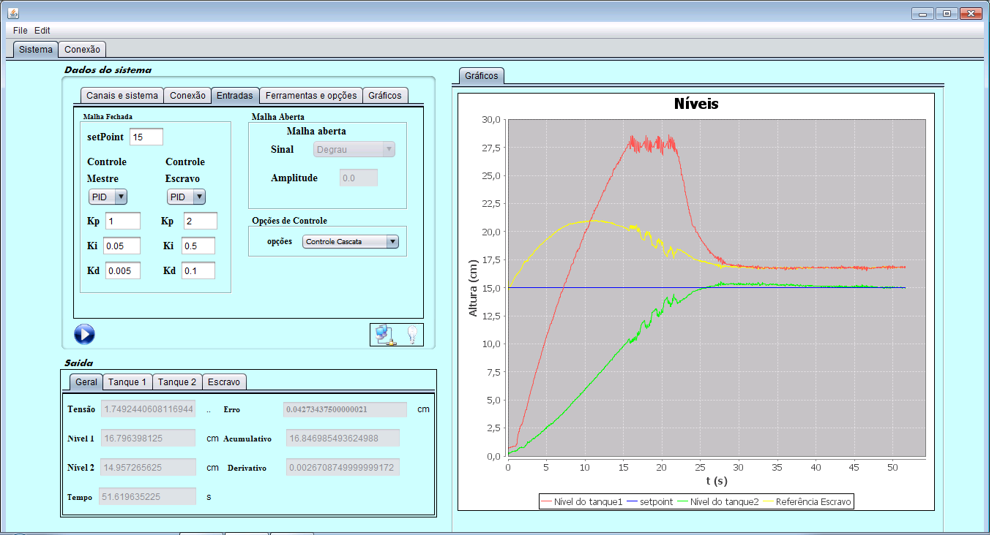 File Edit
Sistema Conexão
Dados do sistema
Canais e sistema Conexão Entradas Ferramentas e opções Gráficos
Malha Fechada
setPoint 15
Controle Controle
Mestre Escravo
PID PID
Kp 1 Kp 2
Ki 0.05 Ki 0.5
Kd 0.005 Kd 0.1
Malha Aberta
Malha aberta
Sinal Degrau
Amplitude 0.0
Opções de Controle
opções Controle Cascata
Saida
Geral Tanque 1 Tanque 2 Escravo
Tensão 1.7492440608116944 .. Erro 0.04273437500000021 cm
Nível 1 16.796398125 cm Acumulativo 16.846985493624988
Nível 2 14.957265625 cm Derivativo 0.0026708749999999172
Tempo 51.619635225 s
Gráficos
Níveis
30,0
27,5
25,0
22,5
20,0
17,5
15,0
12,5
10,0
7,5
5,0
2,5
0,0
Altura (cm)
0 5 10 15 20 25 30 35 40 45 50
t (s)
Nível do tanque1 setpoint Nível do tanque2 Referência Escravo